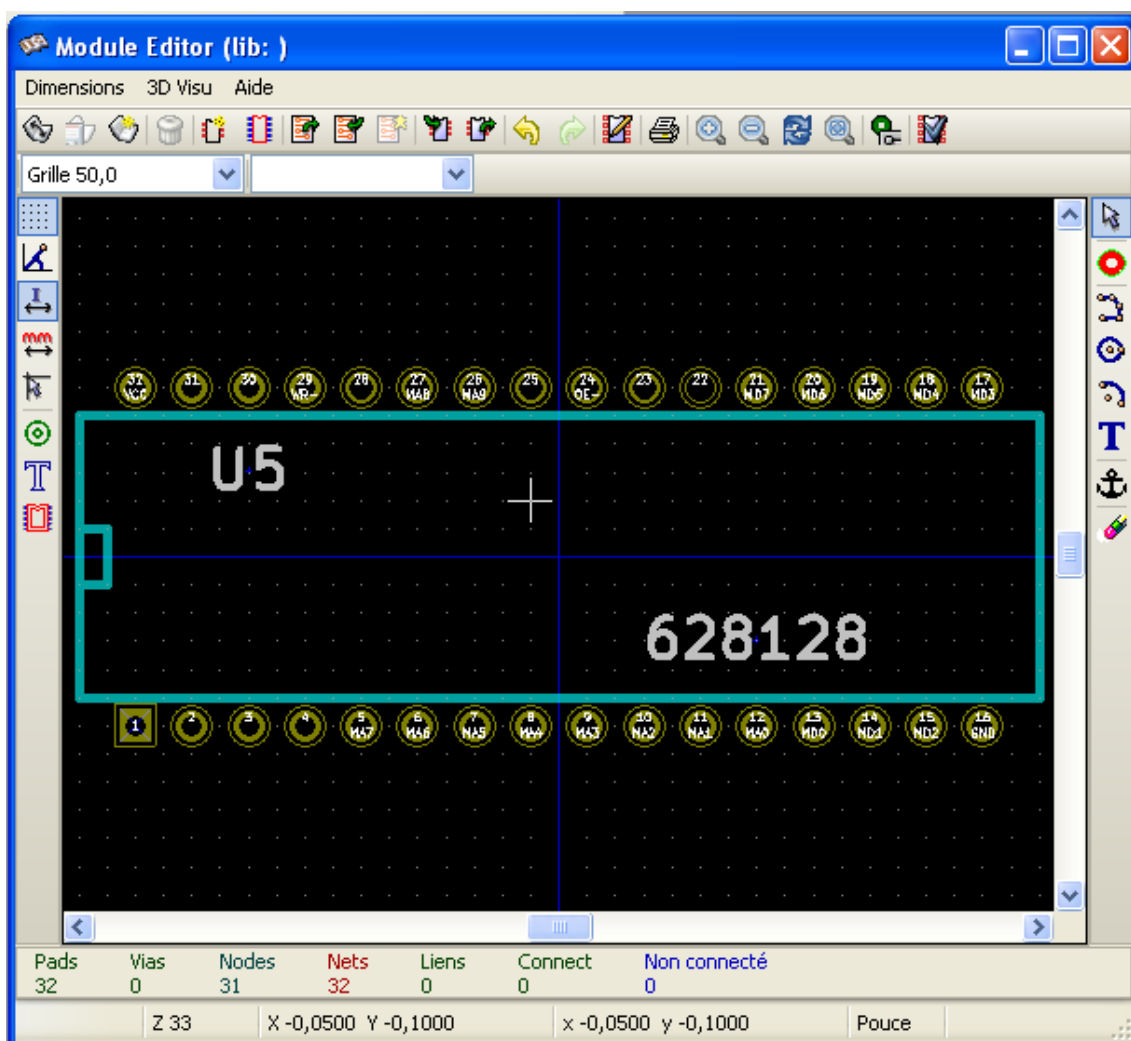 Module Editor (lib: )
Dimensions 3D Visu Aide
Grille 50,0
32 31 30 29 28 27 26 25 24 23 22 21 20 19 18 17
VCC WR- MA8 MA9 OE- MD7 MD6 MD5 MD4 MD3
U5
628128
1 2 3 4 5 6 7 8 9 10 11 12 13 14 15 16
MA7 MA6 MA5 MA4 MA3 MA2 MA1 MA0 MD0 MD1 MD2 GND
Pads Vias Nodes Nets Liens Connect Non connecté
32 0 31 32 0 0 0
Z 33 X -0,0500 Y -0,1000 x -0,0500 y -0,1000 Pouce